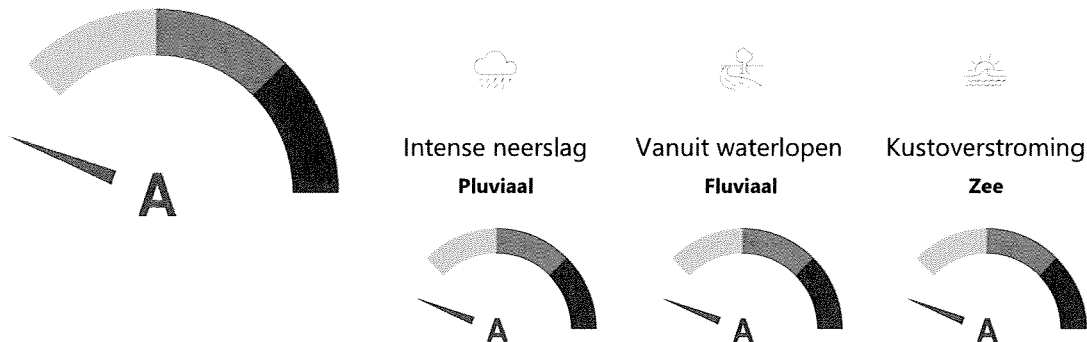 A
Intense neerslag Vanuit waterlopen Kustoverstroming
Pluviaal Fluviaal Zee
A A A